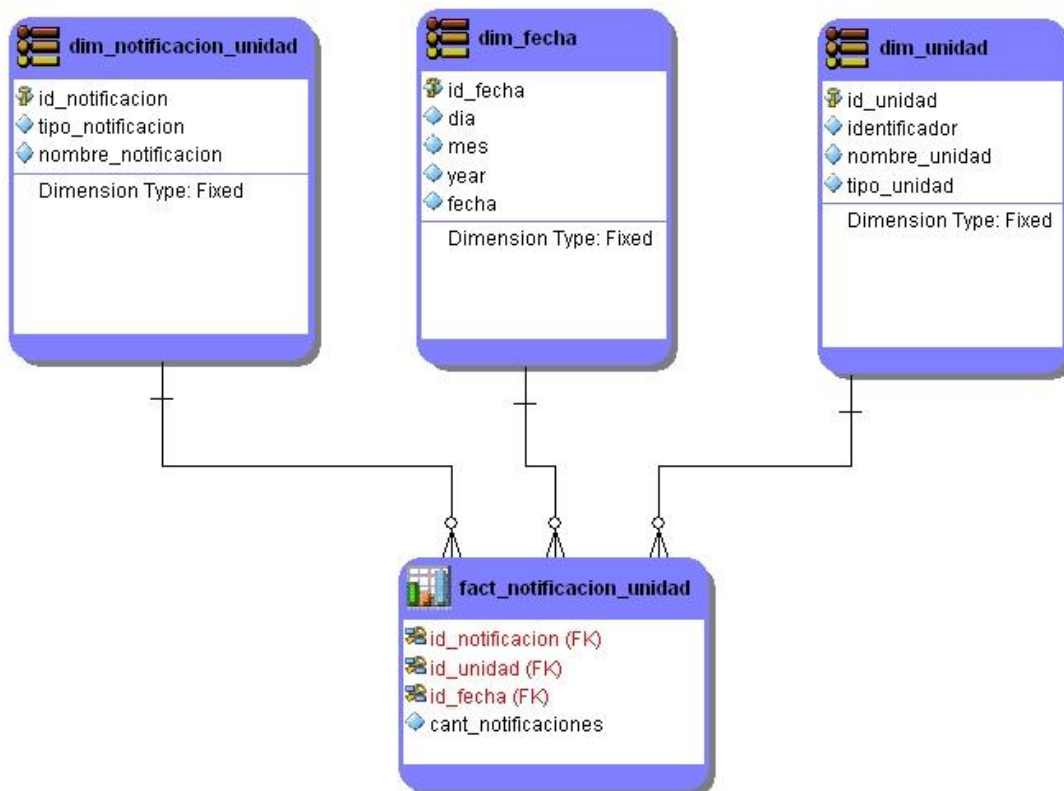 dim_notificacion_unidad
id_notificacion
tipo_notificacion
nombre_notificacion
Dimension Type: Fixed
dim_fecha
id_fecha
dia
mes
year
fecha
Dimension Type: Fixed
dim_unidad
id_unidad
identificador
nombre_unidad
tipo_unidad
Dimension Type: Fixed
fact_notificacion_unidad
id_notificacion (FK)
id_unidad (FK)
id_fecha (FK)
cant_notificaciones